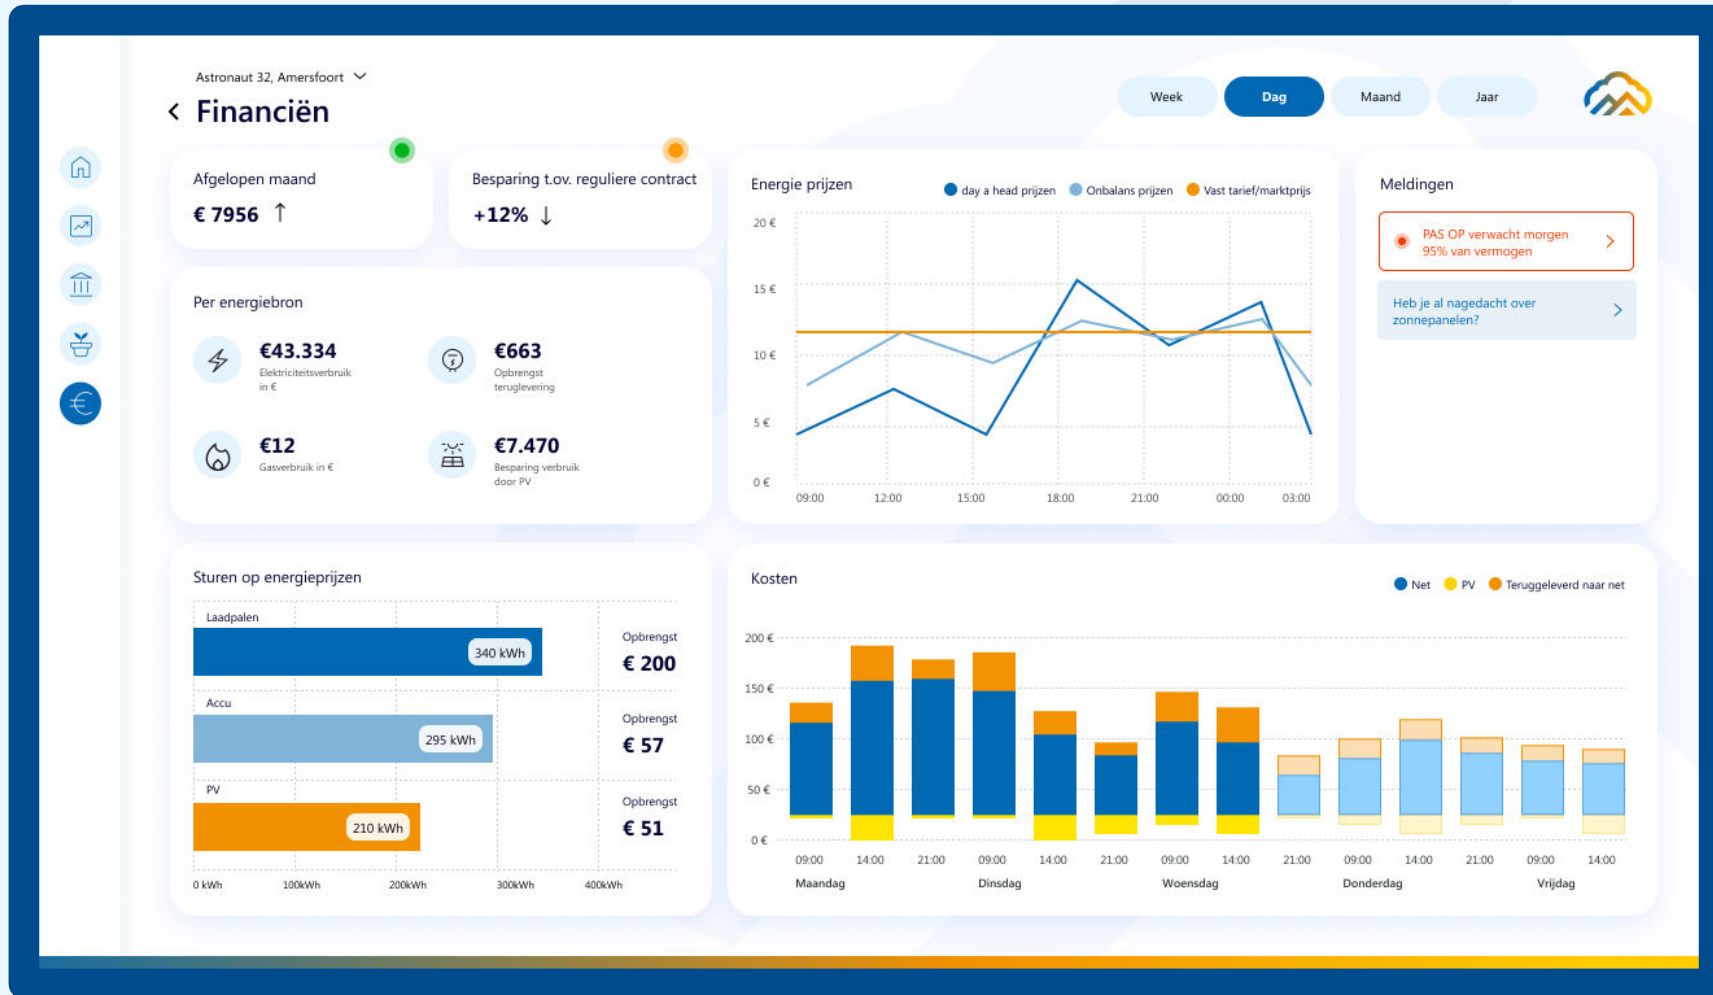 Astronaut 32, Amersfoort
Financiën
Week
Dag
Maand
Jaar
Afgelopen maand
€ 7956 ↑
Besparing t.ov. reguliere contract
+12% ↓
Per energiebron
€43.334
Elektriciteitsverbruik
in €
€663
Opbrengst
teruglevering
€12
Gasverbruik in €
€7.470
Besparing verbruik
door PV
Energie prijzen
day a head prijzen
Onbalans prijzen
Vast tarief/marktprijs
20 €
15 €
10 €
5 €
0 €
09:00 12:00 15:00 18:00 21:00 00:00 03:00
Meldingen
PAS OP verwacht morgen
95% van vermogen
Heb je al nagedacht over
zonnepanelen?
Sturen op energieprijzen
Laadpalen
340 kWh
Opbrengst
€ 200
Accu
295 kWh
Opbrengst
€ 57
PV
210 kWh
Opbrengst
€ 51
0 kWh 100kWh 200kWh 300kWh 400kWh
Kosten
Net
PV
Teruggeleverd naar net
200 €
150 €
100 €
50 €
0 €
09:00 14:00 21:00 09:00 14:00 21:00 09:00 14:00 21:00 09:00 14:00 21:00 09:00 14:00
Maandag Dinsdag Woensdag Donderdag Vrijdag